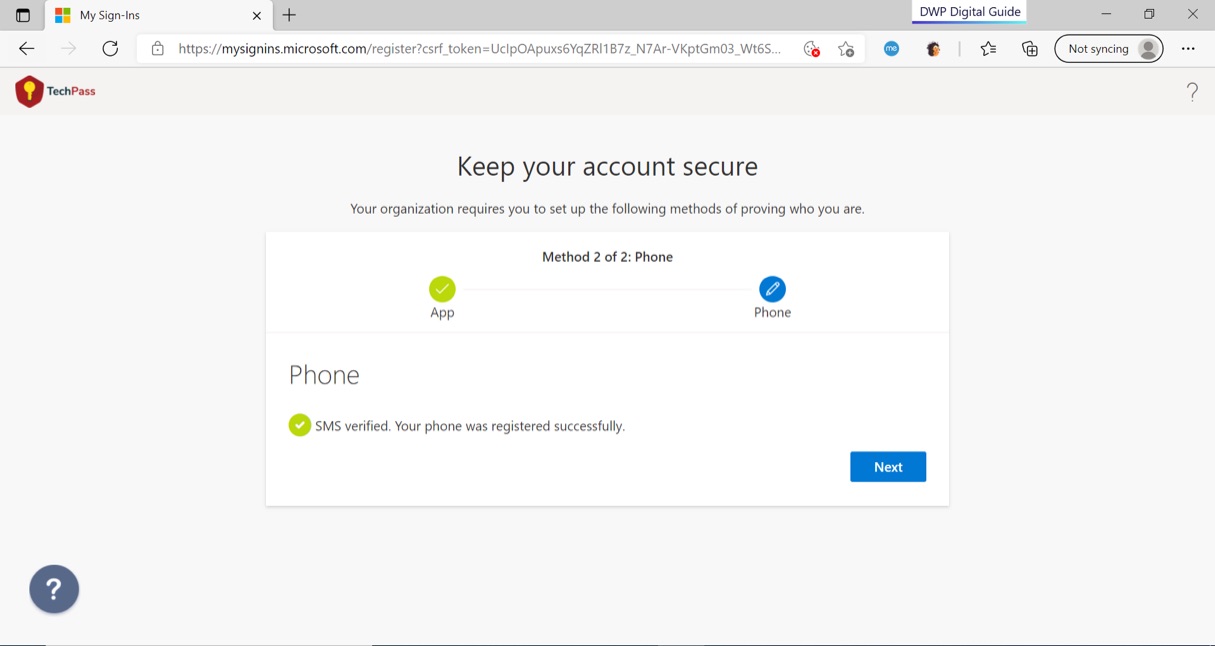 My Sign-Ins
DWP Digital Guide
https://mysignins.microsoft.com/register?csrf_token=UcIpOApuxs6YqZRl1B7z_N7Ar-VKptGm03_Wt6S...
me
Not syncing
TechPass
?
Keep your account secure
Your organization requires you to set up the following methods of proving who you are.
Method 2 of 2: Phone
App
Phone
Phone
SMS verified. Your phone was registered successfully.
Next
?